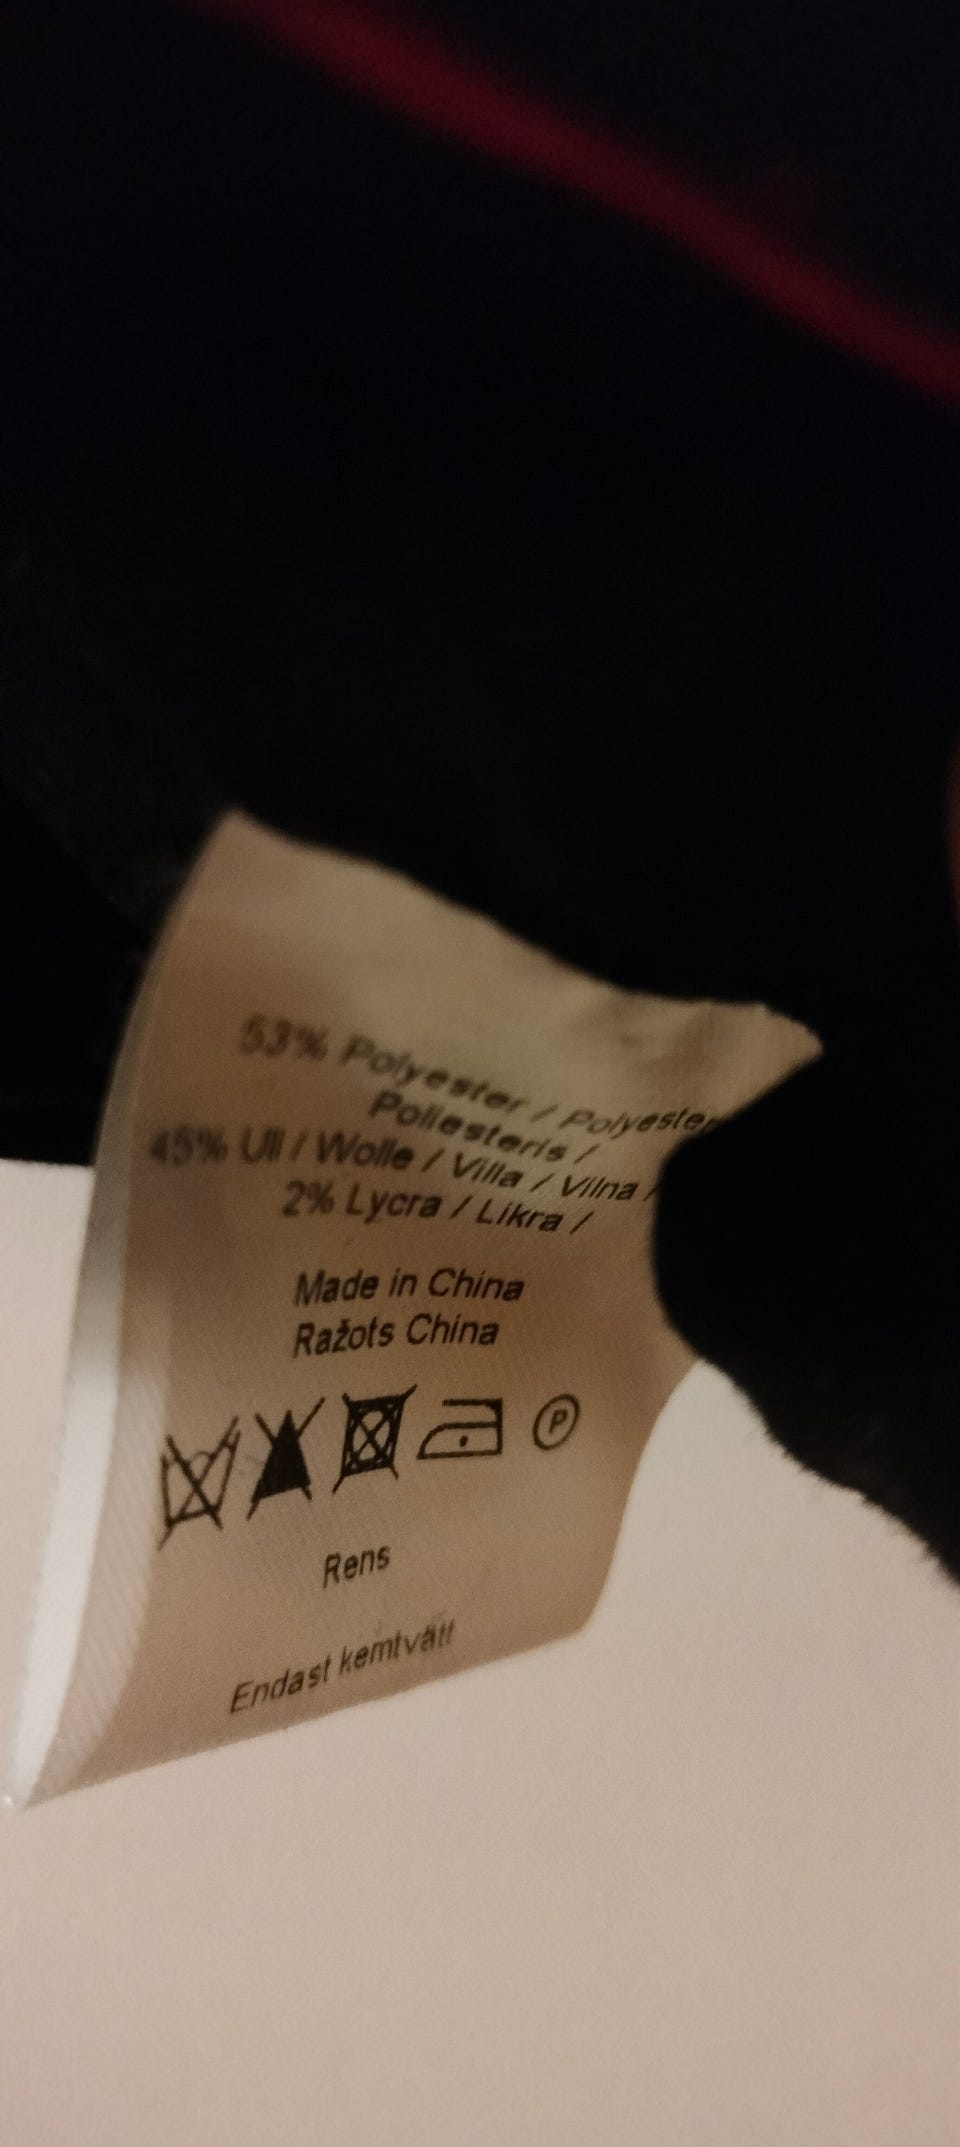 53% Polyester / Polyester
Poliesteris /
45% Ull / Wolle / Villa / Vilna /
2% Lycra / Likra /
Made in China
Ražots China
P
Rens
Endast kemtvätt